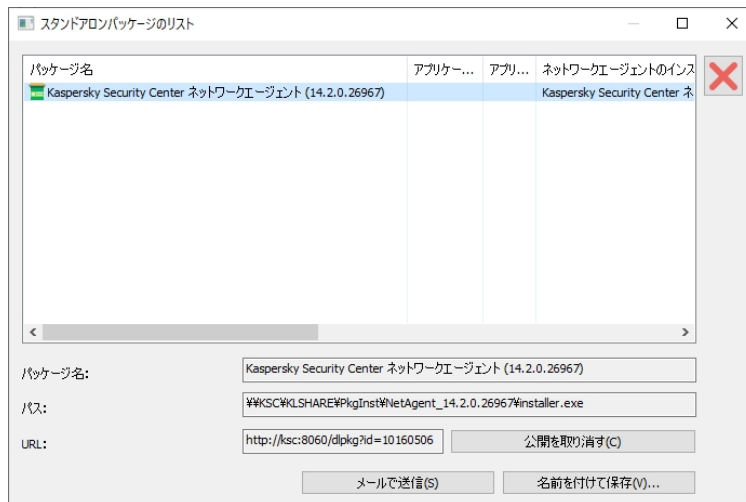 スタンドアロンパッケージのリスト
パッケージ名 アプリケー... アプリ... ネットワークエージェントのインス
Kaspersky Security Center ネットワークエージェント (14.2.0.26967) Kaspersky Security Center ネ
パッケージ名: Kaspersky Security Center ネットワークエージェント (14.2.0.26967)
パス: ¥¥KSC¥KLSHARE¥PkgInst¥NetAgent_14.2.0.26967¥installer.exe
URL: http://ksc:8060/dlpkg?id=10160506 公開を取り消す(C)
メールで送信(S) 名前を付けて保存(V)...